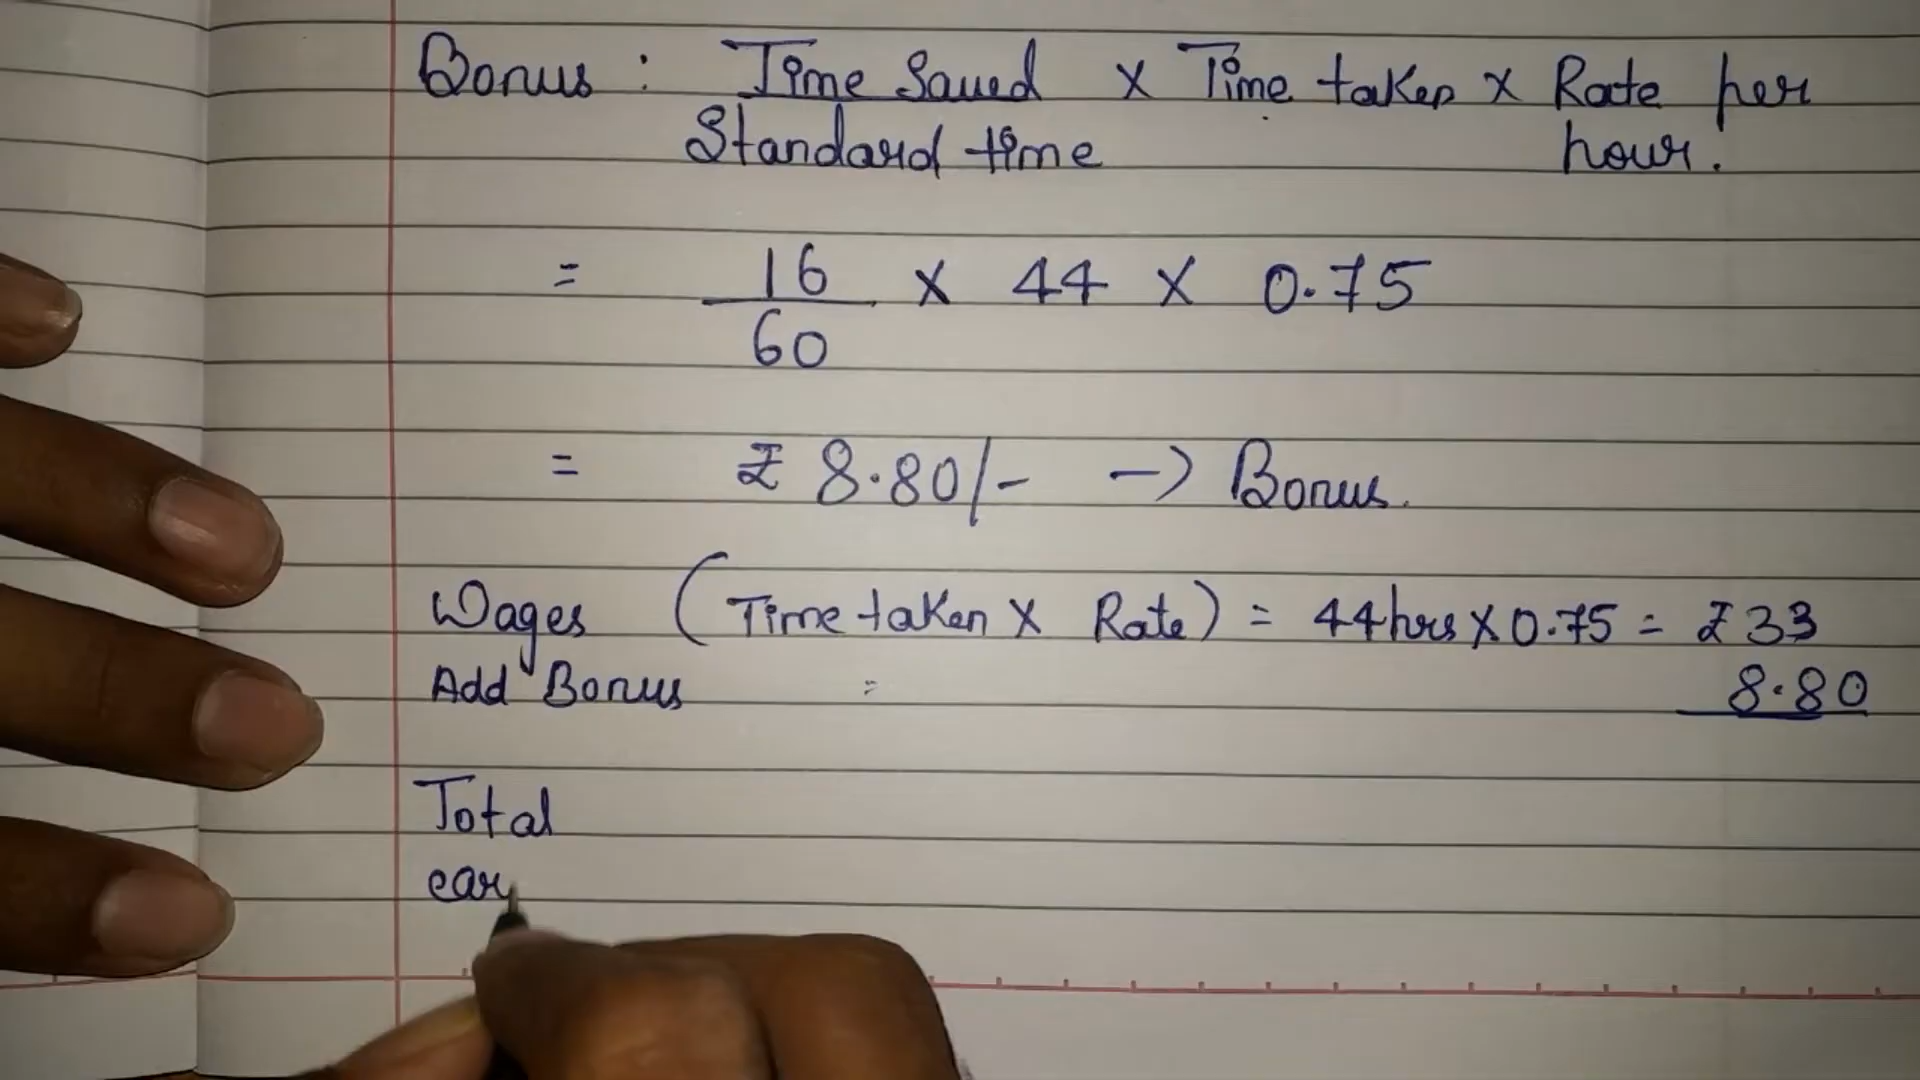 Bonus : Time Saved x Time taken x Rate per
Standard time hour.
= 16 x 44 x 0.75
60
= ₹ 8.80/- -> Bonus.
Wages (Time taken x Rate) = 44hrs x 0.75 = ₹33
Add Bonus = 8.80
Total
ear